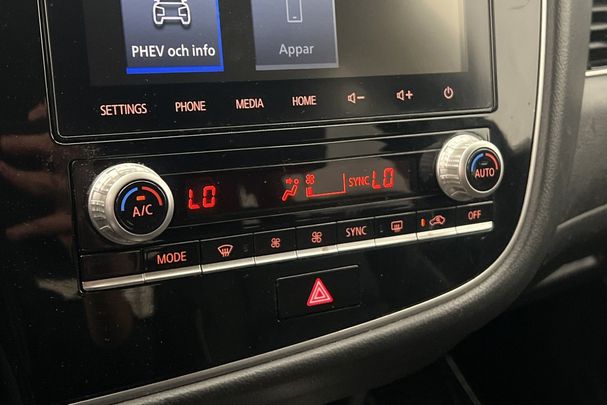 PHEV och info
Appar
SETTINGS PHONE MEDIA HOME
A/C LO SYNC LO AUTO
MODE SYNC OFF